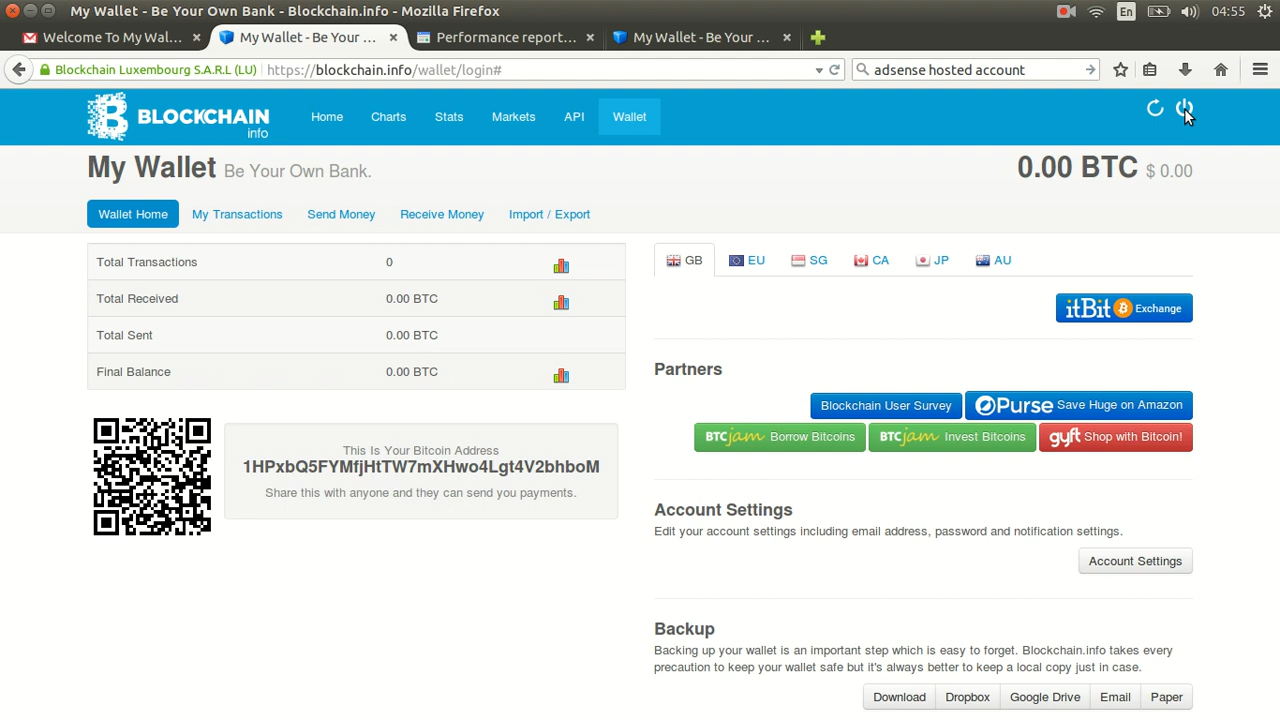 My Wallet - Be Your Own Bank - Blockchain.info - Mozilla Firefox
En
04:55
Welcome To My Wal...
My Wallet - Be Your ...
Performance report...
My Wallet - Be Your ...
Blockchain Luxembourg S.A.R.L (LU)
https://blockchain.info/wallet/login#
adsense hosted account
BLOCKCHAIN
info
Home
Charts
Stats
Markets
API
Wallet
My Wallet Be Your Own Bank.
0.00 BTC $ 0.00
Wallet Home
My Transactions
Send Money
Receive Money
Import / Export
Total Transactions 0
Total Received 0.00 BTC
Total Sent 0.00 BTC
Final Balance 0.00 BTC
This Is Your Bitcoin Address
1HPxbQ5FYMfjHtTW7mXHwo4Lgt4V2bhboM
Share this with anyone and they can send you payments.
GB
EU
SG
CA
JP
AU
itBit Exchange
Partners
Blockchain User Survey
Purse Save Huge on Amazon
BTCjam Borrow Bitcoins
BTCjam Invest Bitcoins
gyft Shop with Bitcoin!
Account Settings
Edit your account settings including email address, password and notification settings.
Account Settings
Backup
Backing up your wallet is an important step which is easy to forget. Blockchain.info takes every
precaution to keep your wallet safe but it's always better to keep a local copy just in case.
Download
Dropbox
Google Drive
Email
Paper